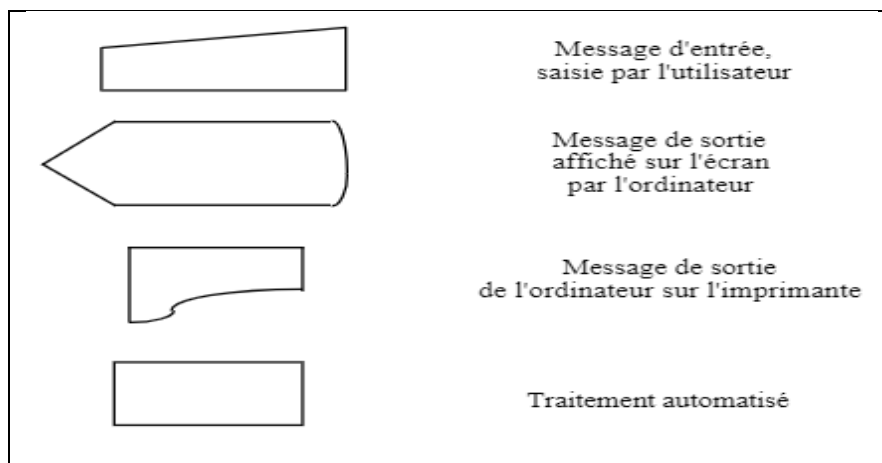 Message d'entrée,
saisie par l'utilisateur
Message de sortie
affiché sur l'écran
par l'ordinateur
Message de sortie
de l'ordinateur sur l'imprimante
Traitement automatisé